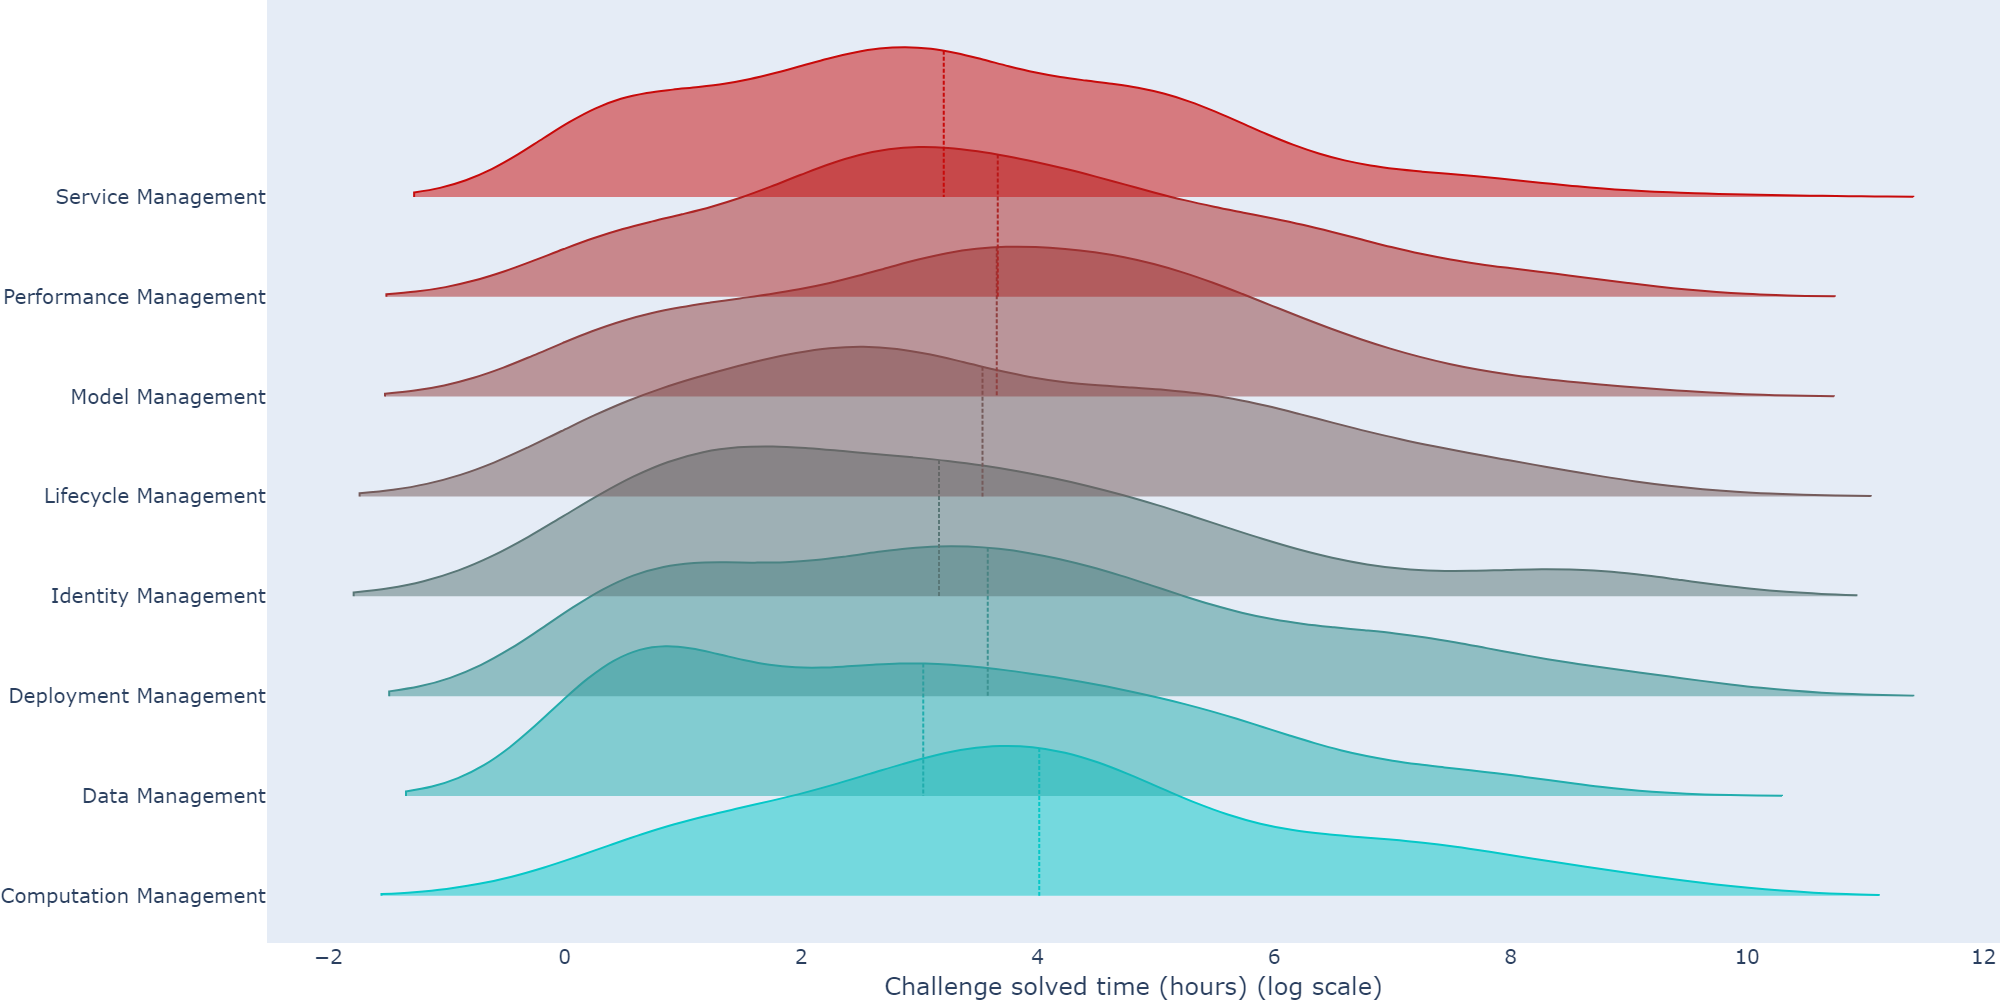 Service Management
Performance Management
Model Management
Lifecycle Management
Identity Management
Deployment Management
Data Management
Computation Management
−2 0 2 4 6 8 10 12
Challenge solved time (hours) (log scale)